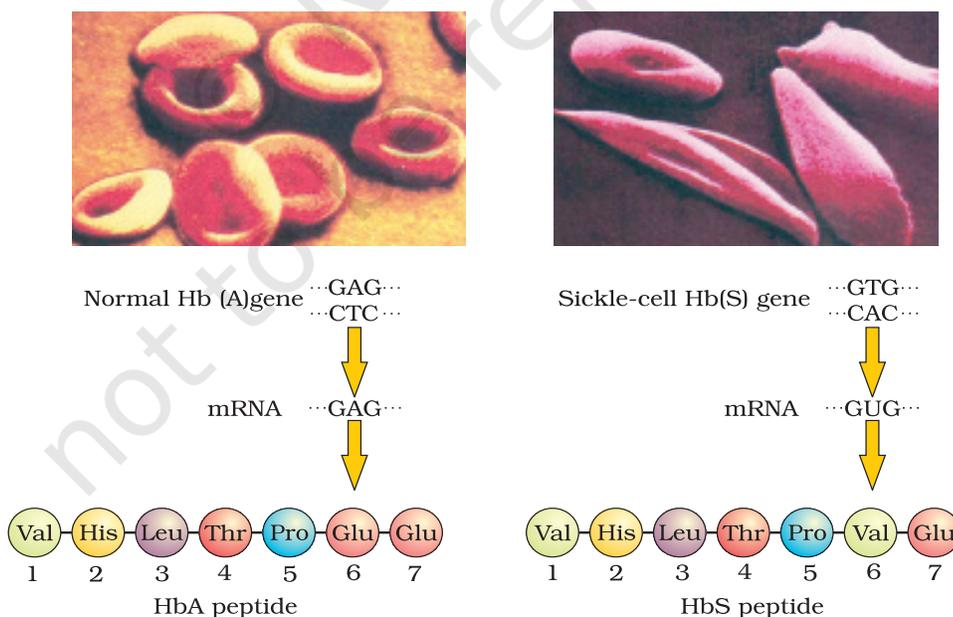 Normal Hb (A)gene
···GAG···
···CTC···
mRNA ···GAG···
Val His Leu Thr Pro Glu Glu
1 2 3 4 5 6 7
HbA peptide
Sickle-cell Hb(S) gene
···GTG···
···CAC···
mRNA ···GUG···
Val His Leu Thr Pro Val Glu
1 2 3 4 5 6 7
HbS peptide
not to